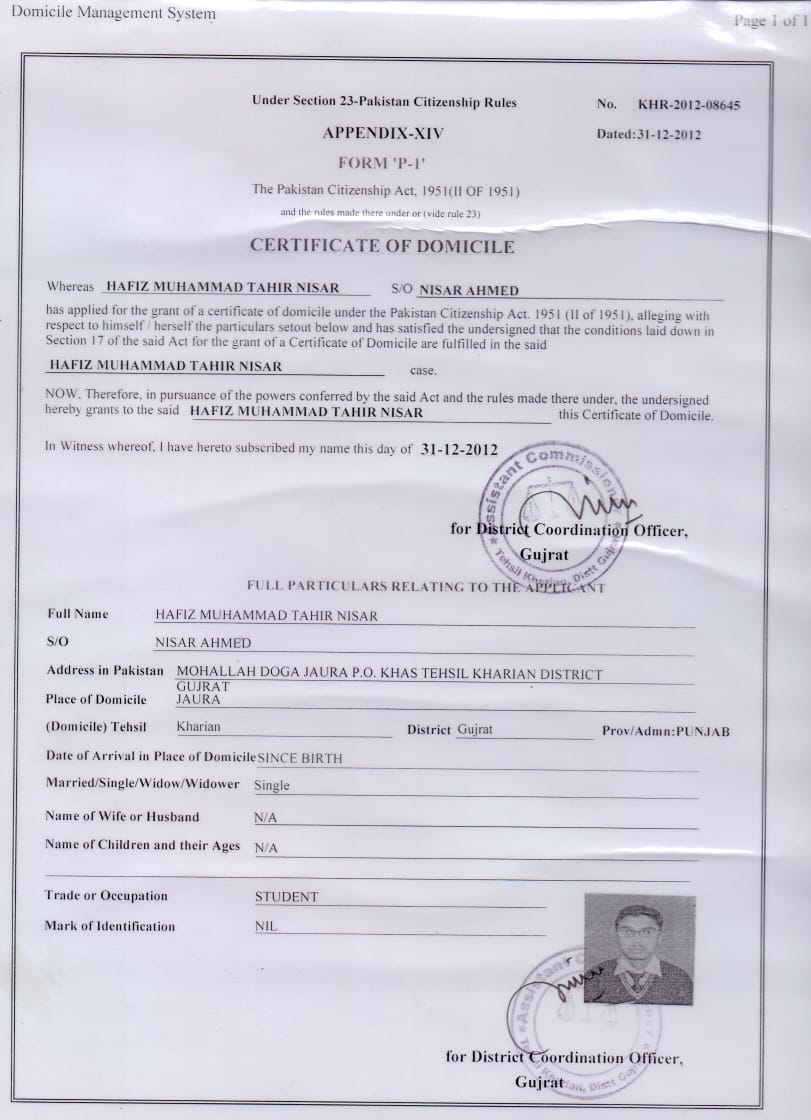 Domicile Management System
Page 1 of 1
Under Section 23-Pakistan Citizenship Rules
No. KHR-2012-08645
APPENDIX-XIV
Dated:31-12-2012
FORM 'P-1'
The Pakistan Citizenship Act, 1951(II OF 1951)
and the rules made there under or (vide rule 23)
CERTIFICATE OF DOMICILE
Whereas HAFIZ MUHAMMAD TAHIR NISAR S/O NISAR AHMED
has applied for the grant of a certificate of domicile under the Pakistan Citizenship Act. 1951 (II of 1951), alleging with
respect to himself / herself the particulars setout below and has satisfied the undersigned that the conditions laid down in
Section 17 of the said Act for the grant of a Certificate of Domicile are fulfilled in the said
HAFIZ MUHAMMAD TAHIR NISAR case.
NOW, Therefore, in pursuance of the powers conferred by the said Act and the rules made there under, the undersigned
hereby grants to the said HAFIZ MUHAMMAD TAHIR NISAR this Certificate of Domicile.
In Witness whereof, I have hereto subscribed my name this day of 31-12-2012
Assistant Commissioner
Tehsil Kharian, Distt Gujrat
for District Coordination Officer,
Gujrat
FULL PARTICULARS RELATING TO THE APPLICANT
Full Name HAFIZ MUHAMMAD TAHIR NISAR
S/O NISAR AHMED
Address in Pakistan MOHALLAH DOGA JAURA P.O. KHAS TEHSIL KHARIAN DISTRICT
GUJRAT
Place of Domicile JAURA
(Domicile) Tehsil Kharian District Gujrat Prov/Admn:PUNJAB
Date of Arrival in Place of Domicile SINCE BIRTH
Married/Single/Widow/Widower Single
Name of Wife or Husband N/A
Name of Children and their Ages N/A
Trade or Occupation STUDENT
Mark of Identification NIL
for District Coordination Officer,
Gujrat